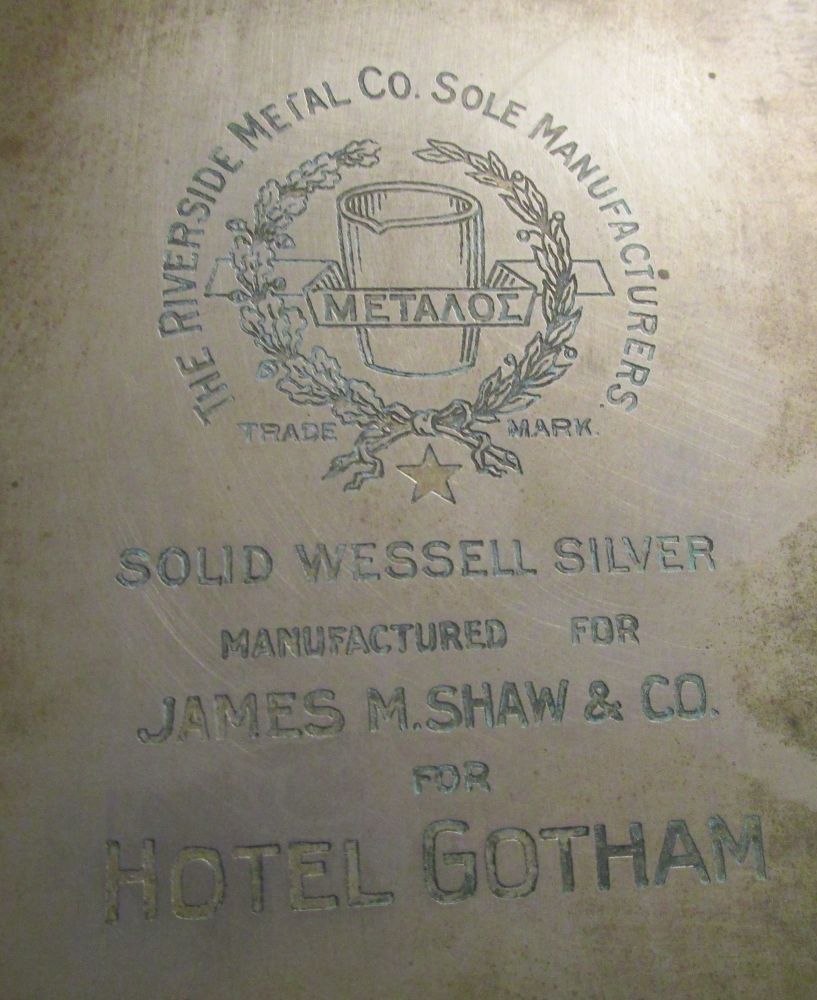 THE RIVERSIDE METAL CO. SOLE MANUFACTURERS.
ΜΕΤΑΛΟΣ
TRADE MARK.
SOLID WESSELL SILVER
MANUFACTURED FOR
JAMES M. SHAW & CO.
FOR
HOTEL GOTHAM